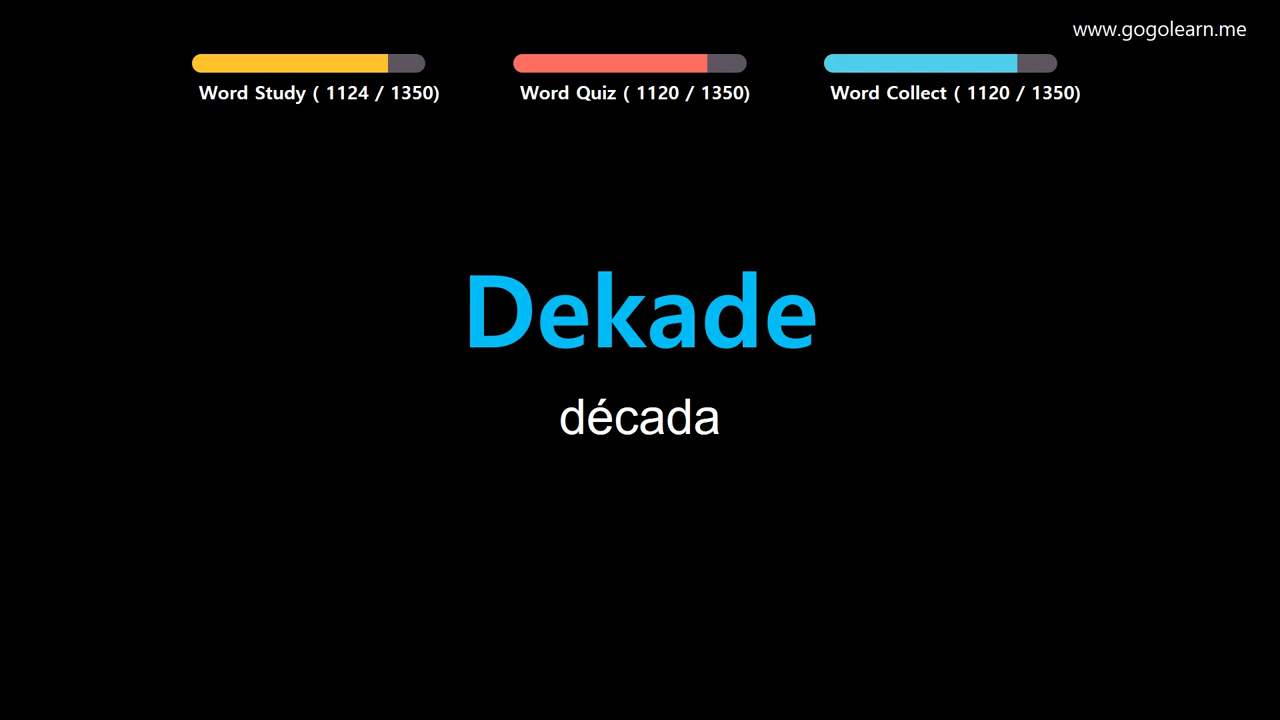 www.gogolearn.me
Word Study ( 1124 / 1350)
Word Quiz ( 1120 / 1350)
Word Collect ( 1120 / 1350)
Dekade
década